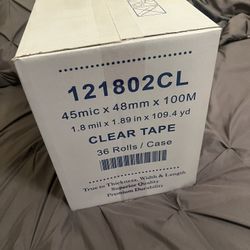 121802CL
45mic x 48mm x 100M
1.8 mil x 1.89 in x 109.4 yd
CLEAR TAPE
36 Rolls / Case
True to Thickness, Width & Length
Superior Quality
Premium Durability